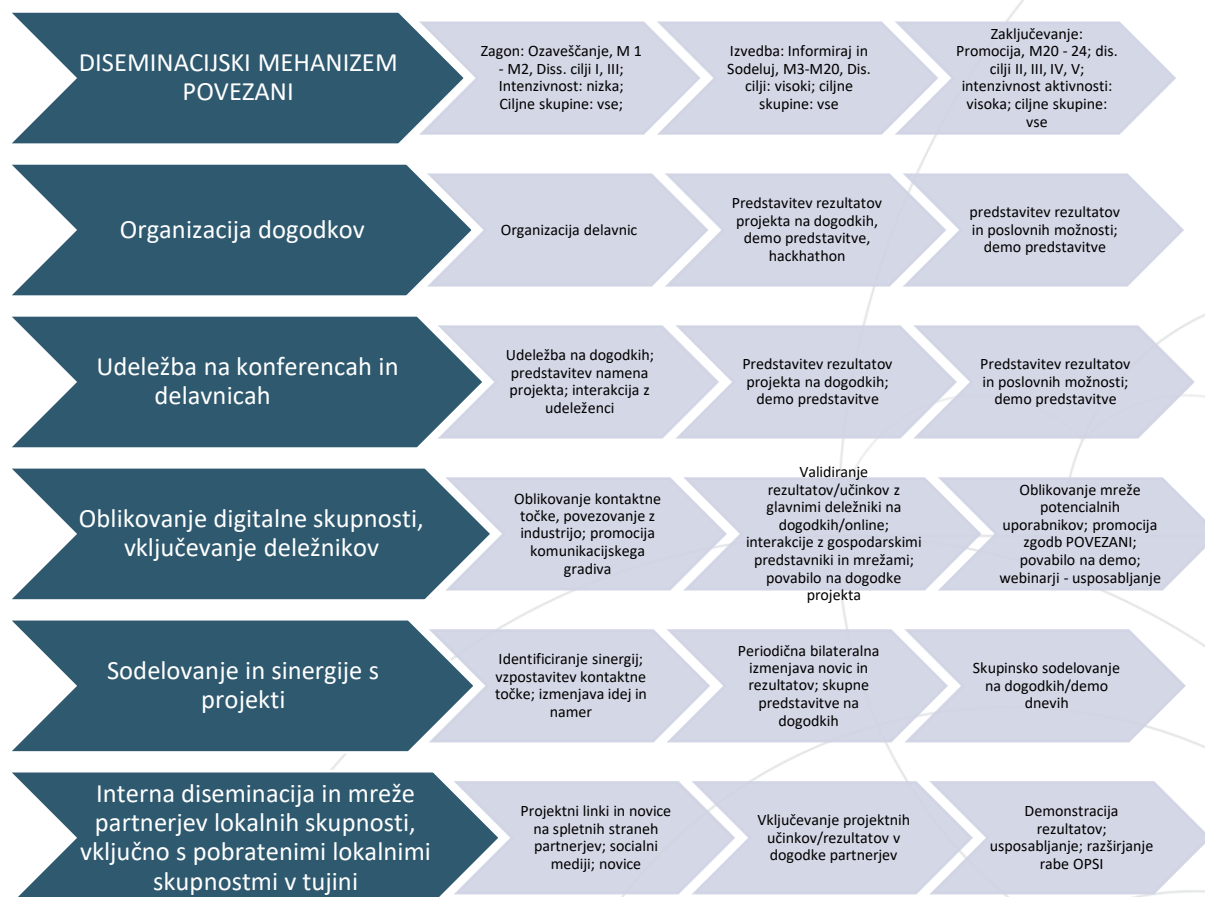 DISEMINACIJSKI MEHANIZEM
POVEZANI
Zagon: Ozaveščanje, M 1
- M2, Diss. cilji I, III;
Intenzivnost: nizka;
Ciljne skupine: vse;
Izvedba: Informiraj in
Sodeluj, M3-M20, Dis.
cilji: visoki; ciljne
skupine: vse
Zaključevanje:
Promocija, M20 - 24; dis.
cilji II, III, IV, V;
intenzivnost aktivnosti:
visoka; ciljne skupine:
vse
Organizacija dogodkov
Organizacija delavnic
Predstavitev rezultatov
projekta na dogodkih,
demo predstavitve,
hackhathon
predstavitev rezultatov
in poslovnih možnosti;
demo predstavitve
Udeležba na konferencah in
delavnicah
Udeležba na dogodkih;
predstavitev namena
projekta; interakcija z
udeleženci
Predstavitev rezultatov
projekta na dogodkih;
demo predstavitve
Predstavitev rezultatov
in poslovnih možnosti;
demo predstavitve
Oblikovanje digitalne skupnosti,
vključevanje deležnikov
Oblikovanje kontaktne
točke, povezovanje z
industrijo; promocija
komunikacijskega
gradiva
Validiranje
rezultatov/učinkov z
glavnimi deležniki na
dogodkih/online;
interakcije z gospodarskimi
predstavniki in mrežami;
povabilo na dogodke
projekta
Oblikovanje mreže
potencialnih
uporabnikov; promocija
zgodb POVEZANI;
povabilo na demo;
webinarji - usposabljanje
Sodelovanje in sinergije s
projekti
Identificiranje sinergij;
vzpostavitev kontaktne
točke; izmenjava idej in
namer
Periodična bilateralna
izmenjava novic in
rezultatov; skupne
predstavitve na
dogodkih
Skupinsko sodelovanje
na dogodkih/demo
dnevih
Interna diseminacija in mreže
partnerjev lokalnih skupnosti,
vključno s pobratenimi lokalnimi
skupnostmi v tujini
Projektni linki in novice
na spletnih straneh
partnerjev; socialni
mediji; novice
Vključevanje projektnih
učinkov/rezultatov v
dogodke partnerjev
Demonstracija
rezultatov;
usposabljanje; razširjanje
rabe OPSI